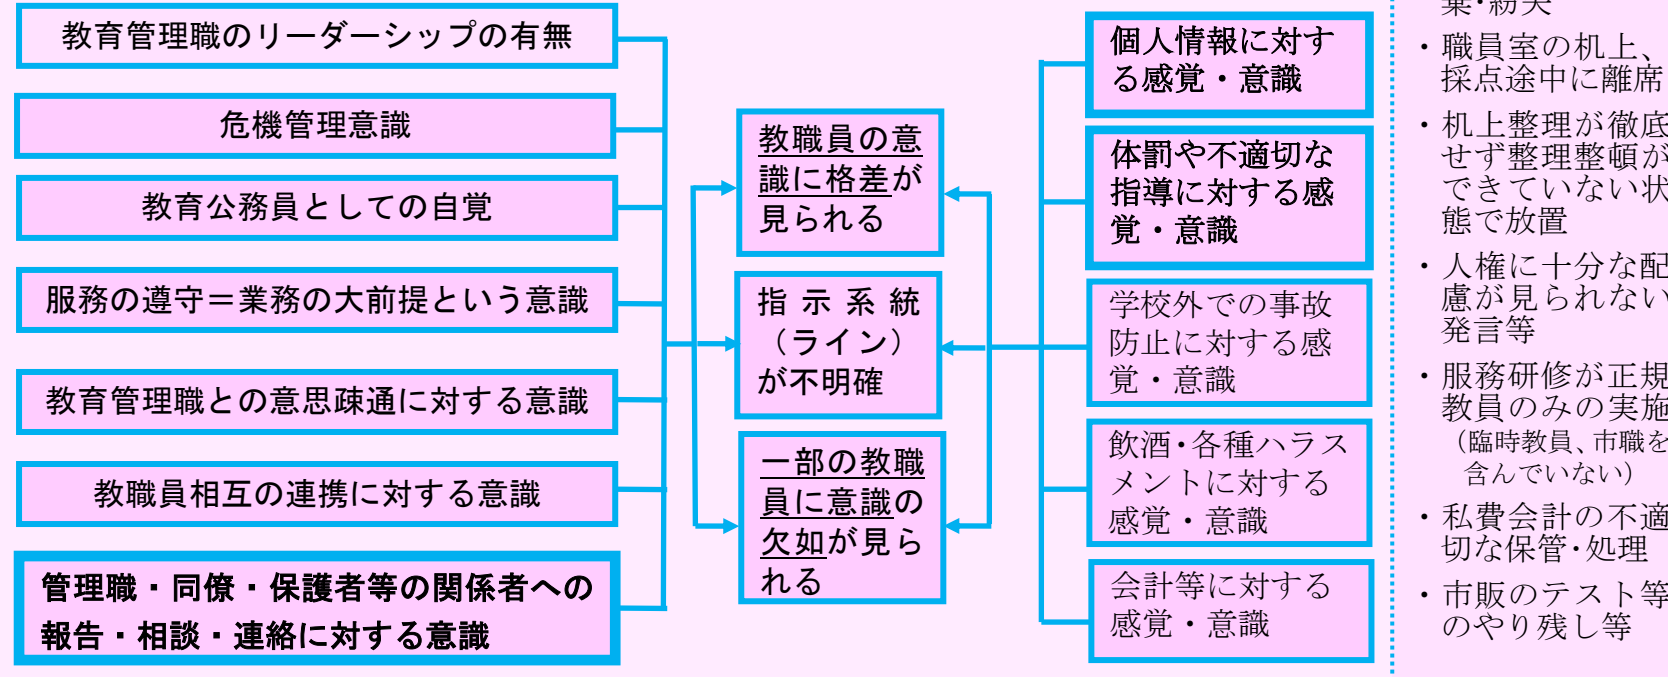 教育管理職のリーダーシップの有無
危機管理意識
教育公務員としての自覚
服務の遵守＝業務の大前提という意識
教育管理職との意思疎通に対する意識
教職員相互の連携に対する意識
管理職・同僚・保護者等の関係者への
報告・相談・連絡に対する意識
教職員の意
識に格差が
見られる
指示系統
（ライン）
が不明確
一部の教職
員に意識の
欠如が見ら
れる
個人情報に対す
る感覚・意識
体罰や不適切な
指導に対する感
覚・意識
学校外での事故
防止に対する感
覚・意識
飲酒・各種ハラス
メントに対する
感覚・意識
会計等に対する
感覚・意識
棄・紛失
・職員室の机上、
採点途中に離席
・机上整理が徹底
せず整理整頓が
できていない状
態で放置
・人権に十分な配
慮が見られない
発言等
・服務研修が正規
教員のみの実施
（臨時教員、市職を
含んでいない）
・私費会計の不適
切な保管・処理
・市販のテスト等
のやり残し等